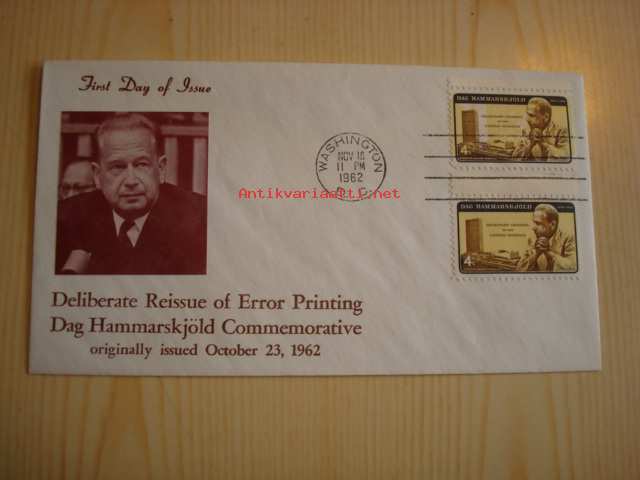 First Day of Issue
WASHINGTON
NOV 16
11 PM
1962
D.C.
Antikvariaatti.net
DAG HAMMARSKJÖLD
DAG HAMMARSKJÖLD
4¢
Deliberate Reissue of Error Printing
Dag Hammarskjöld Commemorative
originally issued October 23, 1962